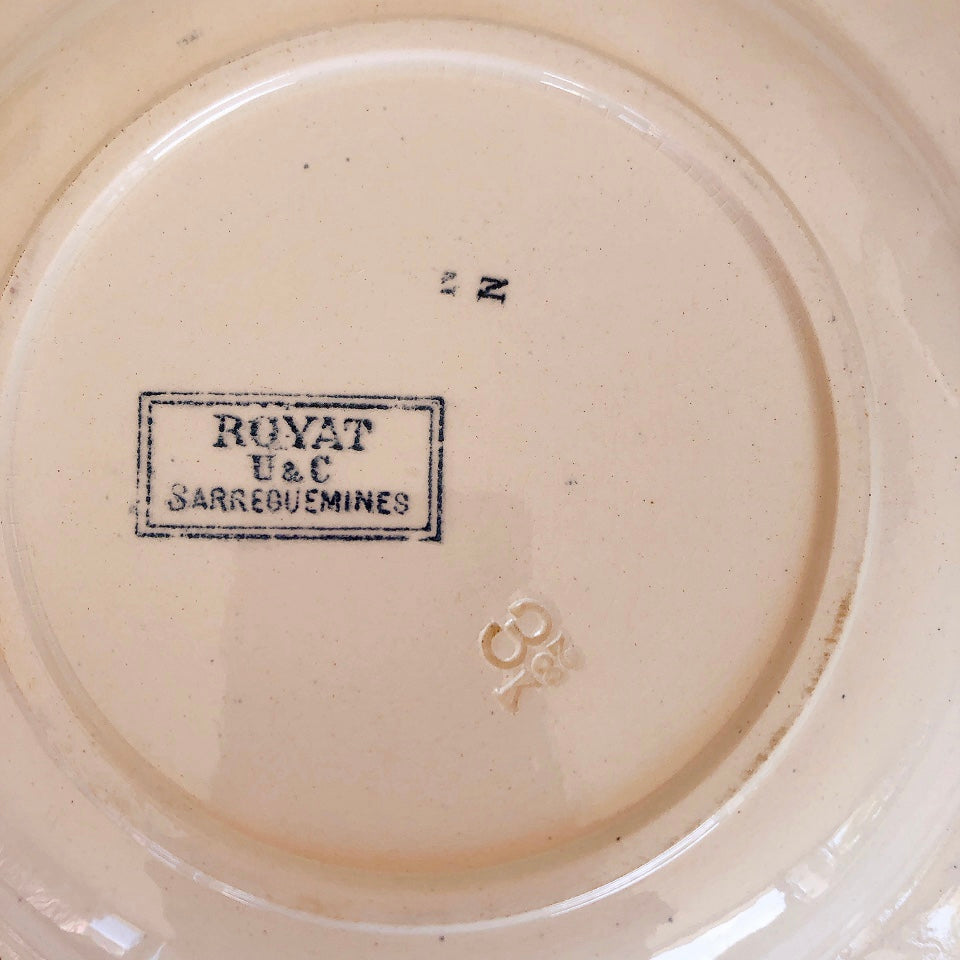 N N
ROYAT
U & C
SARREGUEMINES